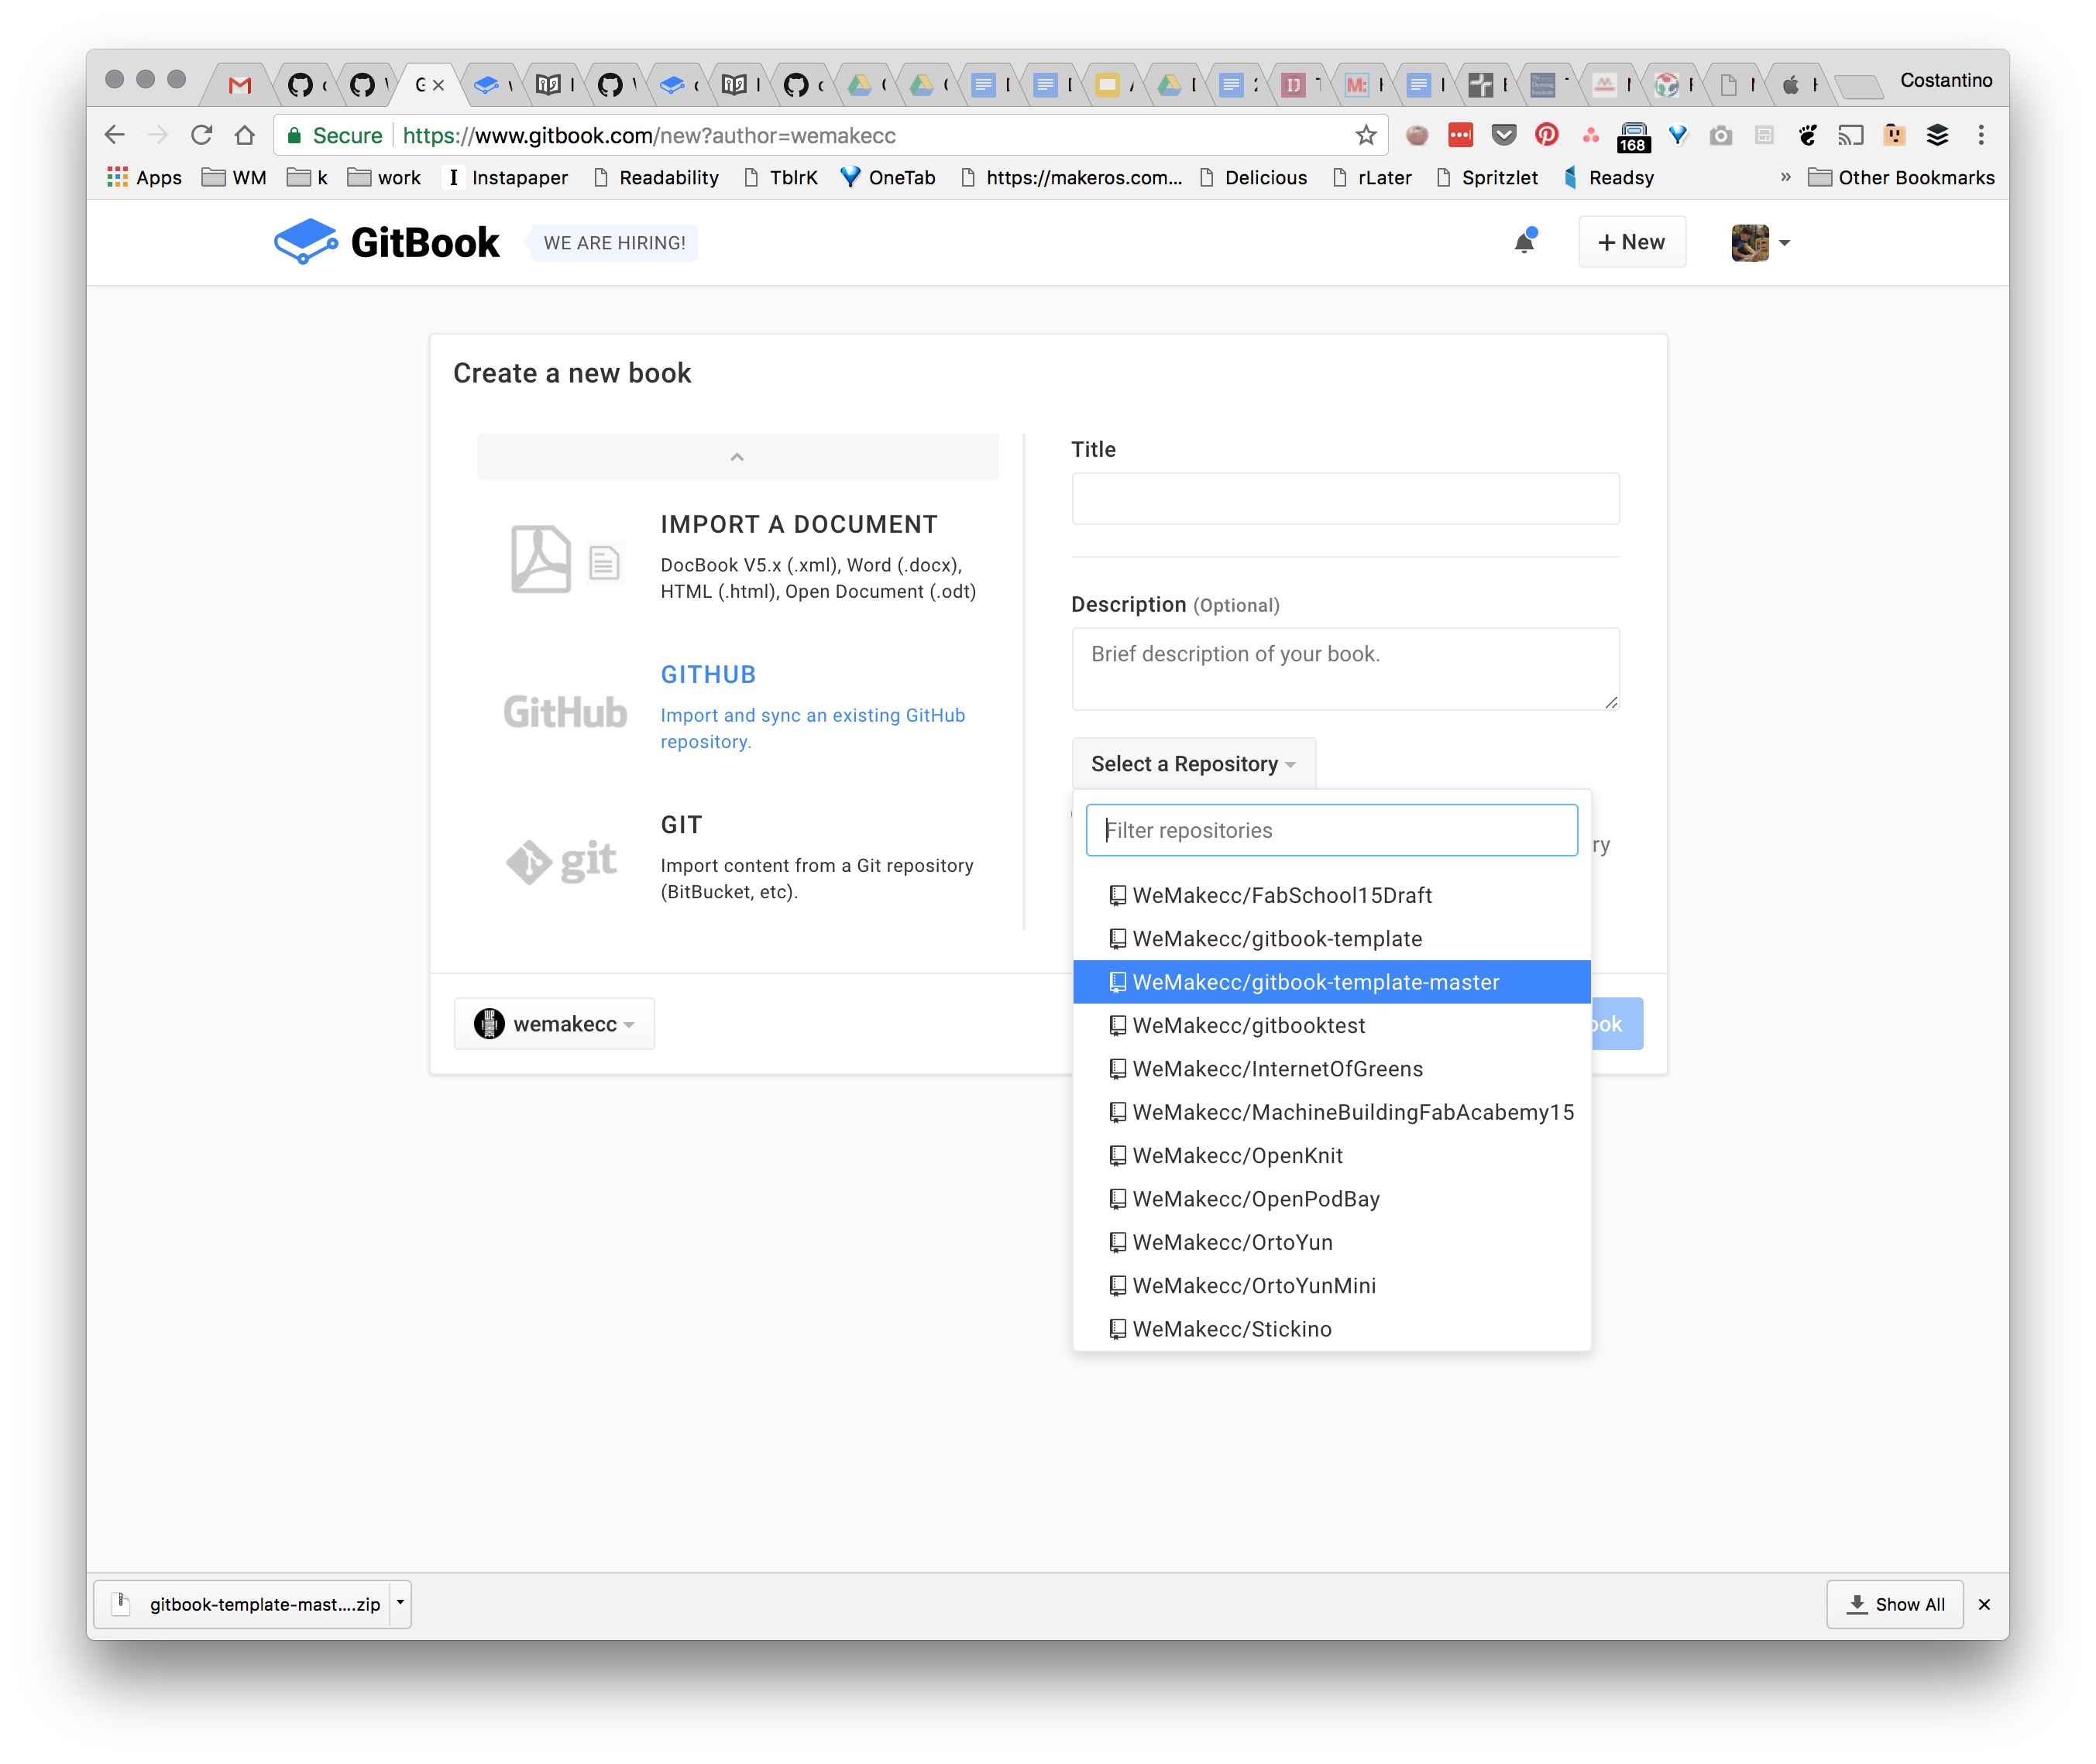 Costantino
Secure https://www.gitbook.com/new?author=wemakecc
168
Apps WM k work Instapaper Readability TblrK OneTab https://makeros.com... Delicious rLater Spritzlet Readsy » Other Bookmarks
GitBook WE ARE HIRING! + New
Create a new book
Title
IMPORT A DOCUMENT
DocBook V5.x (.xml), Word (.docx),
HTML (.html), Open Document (.odt)
Description (Optional)
Brief description of your book.
GitHub
GITHUB
Import and sync an existing GitHub
repository.
Select a Repository
Filter repositories
ry
git
GIT
Import content from a Git repository
(BitBucket, etc).
WeMakecc/FabSchool15Draft
WeMakecc/gitbook-template
WeMakecc/gitbook-template-master
WeMakecc/gitbooktest
WeMakecc/InternetOfGreens
WeMakecc/MachineBuildingFabAcabemy15
WeMakecc/OpenKnit
WeMakecc/OpenPodBay
WeMakecc/OrtoYun
WeMakecc/OrtoYunMini
WeMakecc/Stickino
wemakecc
ook
gitbook-template-mast....zip
Show All